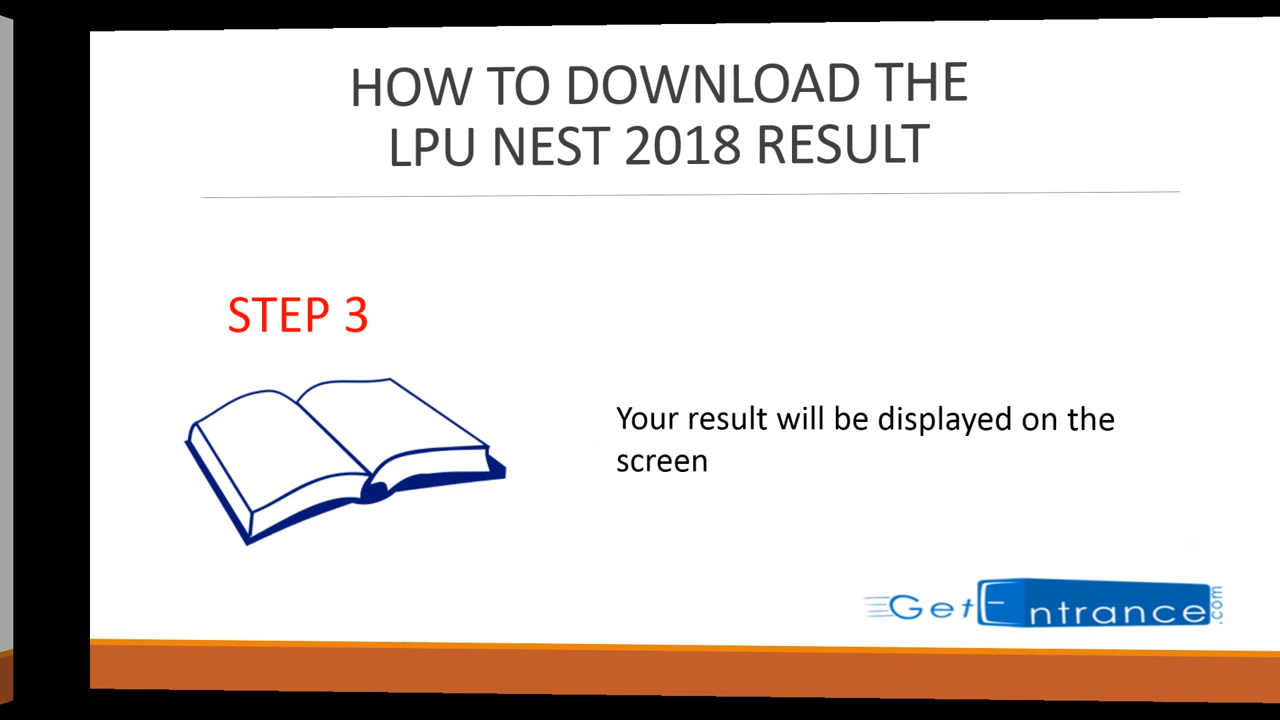 HOW TO DOWNLOAD THE
LPU NEST 2018 RESULT
STEP 3
Your result will be displayed on the
screen
GetEntrance.com